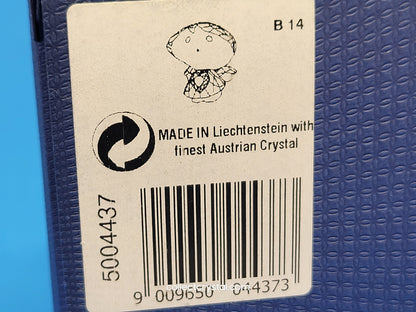 B 14
MADE IN Liechtenstein with
finest Austrian Crystal
5004437
9 009650 044373